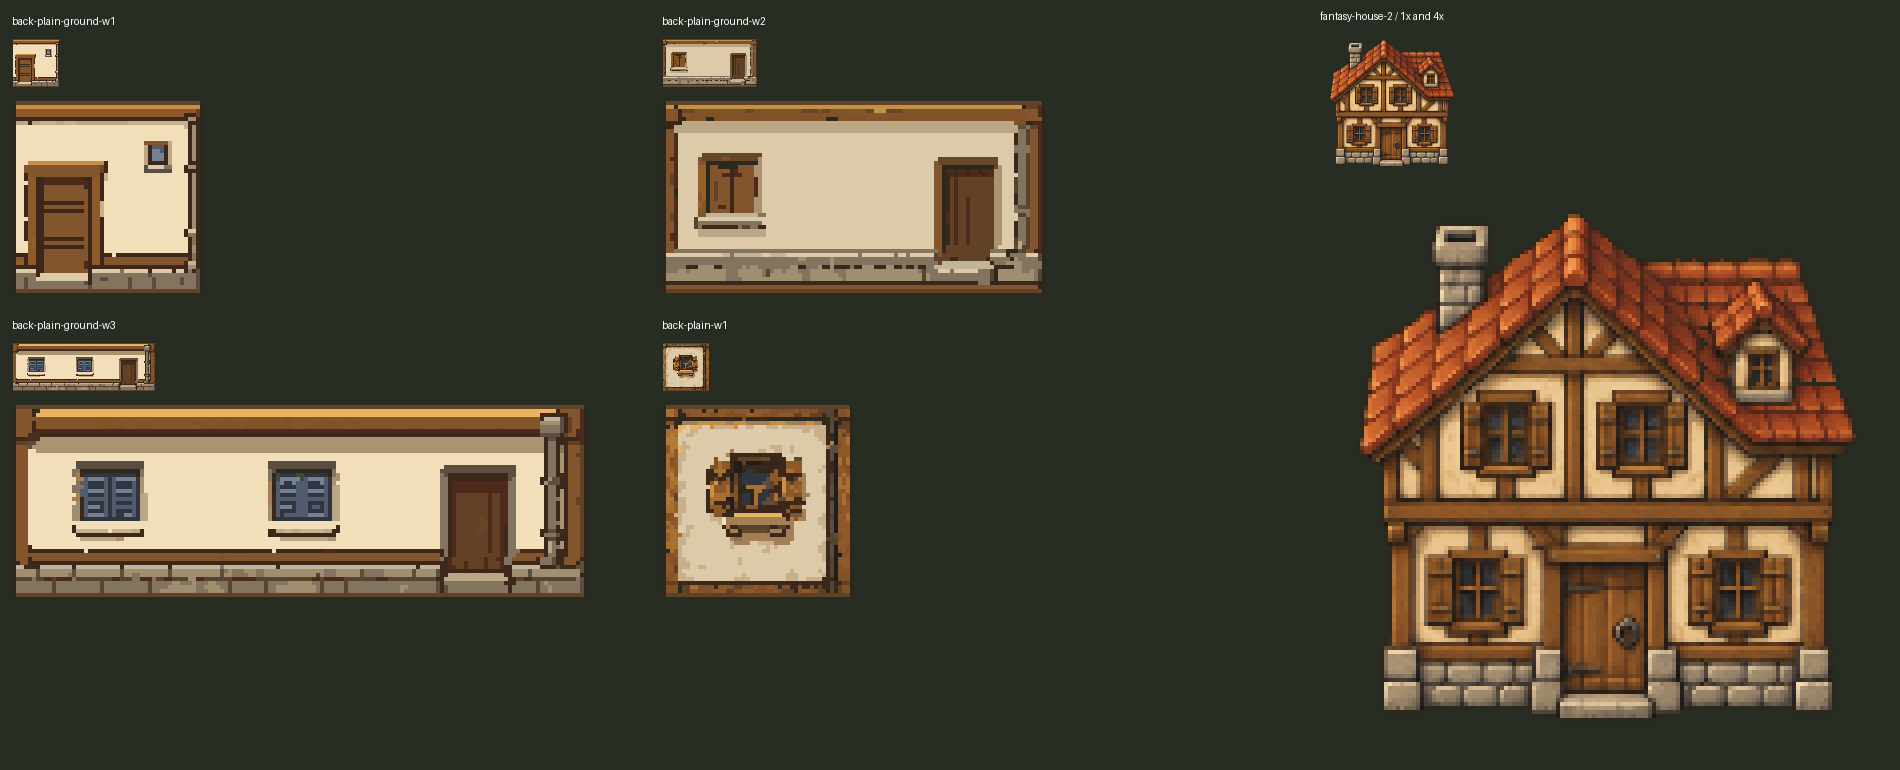 back-plain-ground-w1
back-plain-ground-w2
fantasy-house-2 / 1x and 4x
back-plain-ground-w3
back-plain-w1